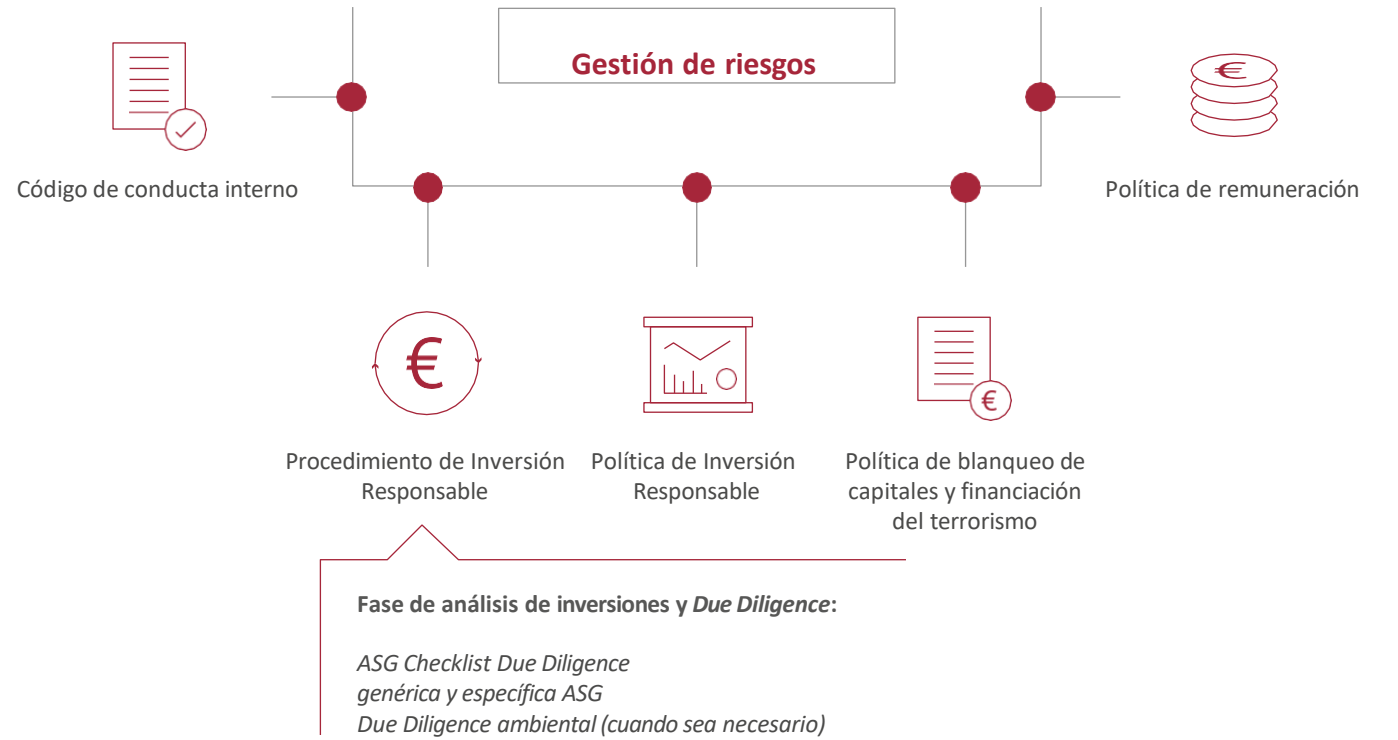 Gestión de riesgos
€
Código de conducta interno
Política de remuneración
€
€
Procedimiento de Inversión
Responsable
Política de Inversión
Responsable
Política de blanqueo de
capitales y financiación
del terrorismo
Fase de análisis de inversiones y Due Diligence:
ASG Checklist Due Diligence
genérica y específica ASG
Due Diligence ambiental (cuando sea necesario)